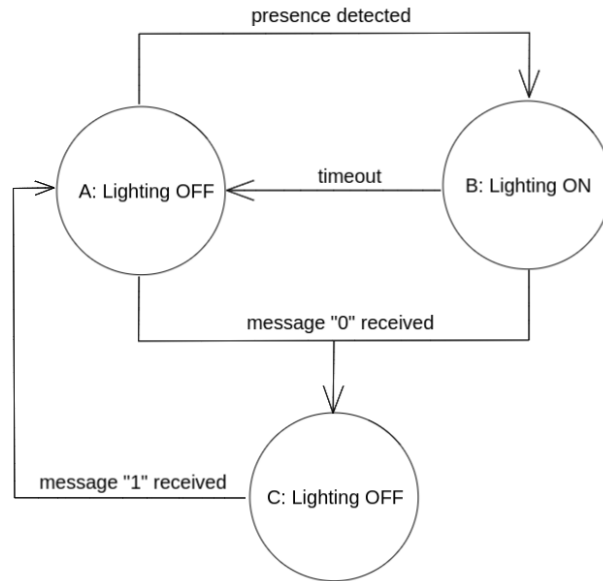 presence detected
A: Lighting OFF
timeout
B: Lighting ON
message "0" received
message "1" received
C: Lighting OFF